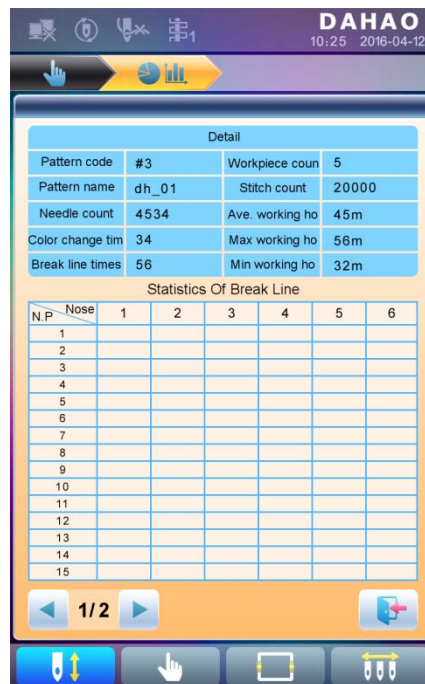 DAHAO
1
10:25 2016-04-12
Detail
Pattern code #3 Workpiece coun 5
Pattern name dh_01 Stitch count 20000
Needle count 4534 Ave. working ho 45m
Color change tim 34 Max working ho 56m
Break line times 56 Min working ho 32m
Statistics Of Break Line
N.P Nose 1 2 3 4 5 6
1
2
3
4
5
6
7
8
9
10
11
12
13
14
15
1/2